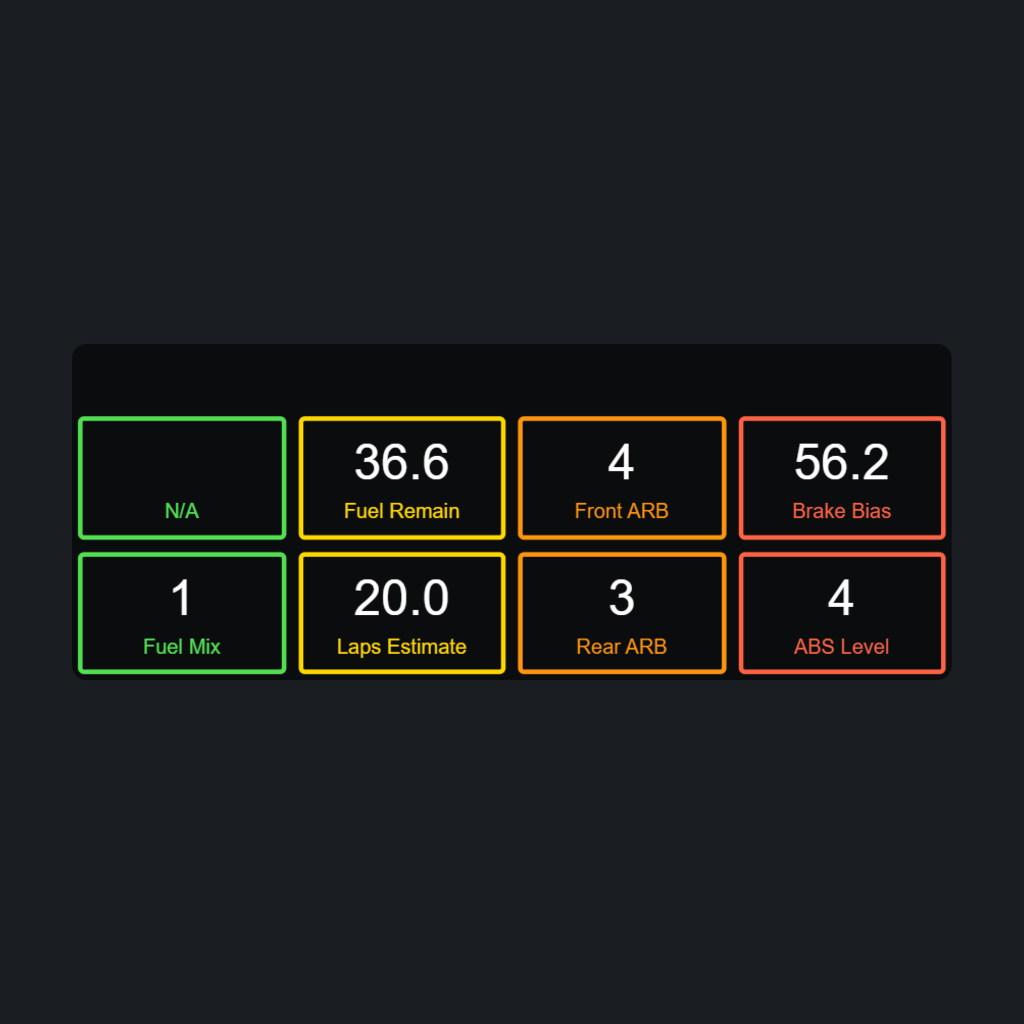 36.6
4
56.2
N/A
Fuel Remain
Front ARB
Brake Bias
1
20.0
3
4
Fuel Mix
Laps Estimate
Rear ARB
ABS Level